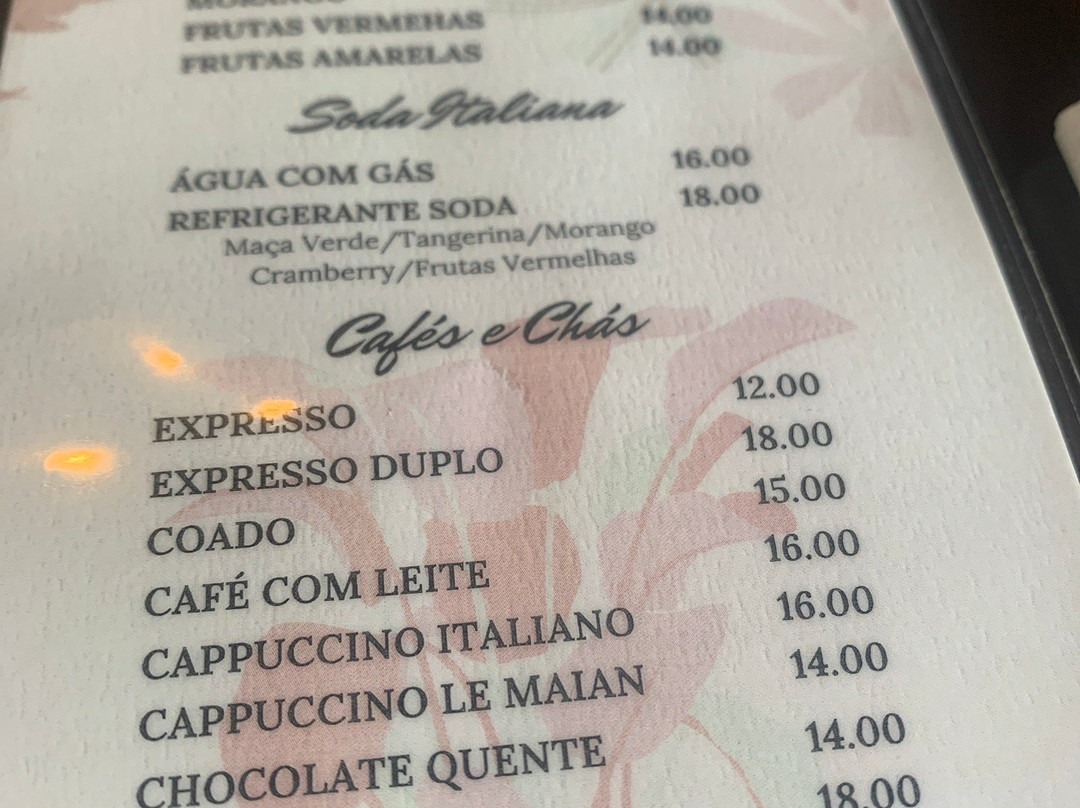 MORANGO
FRUTAS VERMEHAS 14.00
FRUTAS AMARELAS 14.00
Soda Italiana
ÁGUA COM GÁS 16.00
REFRIGERANTE SODA 18.00
Maça Verde/Tangerina/Morango
Cramberry/Frutas Vermelhas
Cafés e Chás
EXPRESSO 12.00
EXPRESSO DUPLO 18.00
COADO 15.00
CAFÉ COM LEITE 16.00
CAPPUCCINO ITALIANO 16.00
CAPPUCCINO LE MAIAN 14.00
CHOCOLATE QUENTE 14.00
18.00